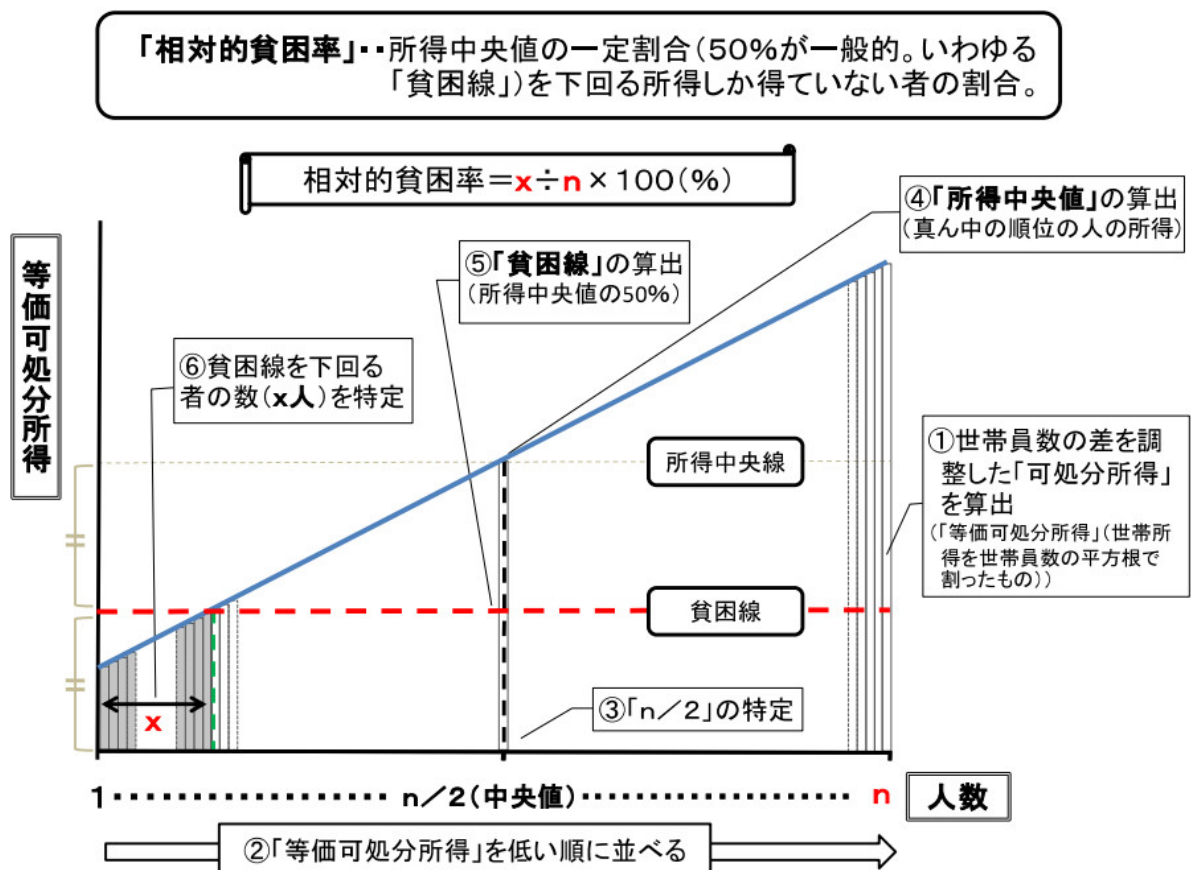 「相対的貧困率」・・所得中央値の一定割合(50%が一般的。いわゆる
「貧困線」)を下回る所得しか得ていない者の割合。
相対的貧困率=x÷n×100(%)
④「所得中央値」の算出
(真ん中の順位の人の所得)
⑤「貧困線」の算出
(所得中央値の50%)
等価可処分所得
⑥貧困線を下回る
者の数(x人)を特定
所得中央線
①世帯員数の差を調
整した「可処分所得」
を算出
(「等価可処分所得」(世帯所
得を世帯員数の平方根で
割ったもの))
貧困線
x
③「n/2」の特定
1・・・・・・・・・・・・・・・・n/2(中央値)・・・・・・・・・・・・・・・・n
人数
②「等価可処分所得」を低い順に並べる